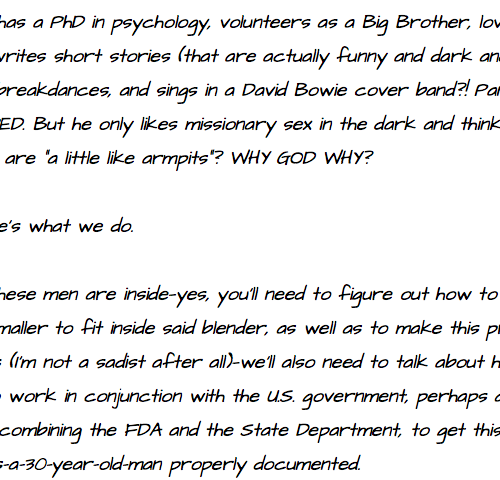 has a PhD in psychology, volunteers as a Big Brother, lov
writes short stories (that are actually funny and dark an
breakdances, and sings in a David Bowie cover band?! Pa
ED. But he only likes missionary sex in the dark and think
are "a little like armpits"? WHY GOD WHY?
e's what we do.
hese men are inside-yes, you'll need to figure out how to
maller to fit inside said blender, as well as to make this p
s (I'm not a sadist after all)-we'll also need to talk about h
work in conjunction with the U.S. government, perhaps a
combining the FDA and the State Department, to get this
s-a-30-year-old-man properly documented.